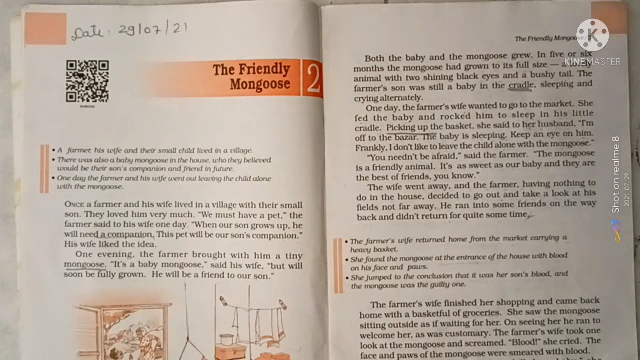 Date: 29/07/21
The Friendly
Mongoose
2
• A farmer, his wife and their small child lived in a village.
• There was also a baby mongoose in the house, who they believed
would be their son's companion and friend in future.
• One day the farmer and his wife went out leaving the child alone
with the mongoose.
ONCE a farmer and his wife lived in a village with their small
son. They loved him very much. "We must have a pet," the
farmer said to his wife one day. "When our son grows up, he
will need a companion. This pet will be our son's companion."
His wife liked the idea.
One evening, the farmer brought with him a tiny
mongoose. "It's a baby mongoose," said his wife, "but will
soon be fully grown. He will be a friend to our son."
The Friendly Mongoose
KINEMASTER
Both the baby and the mongoose grew. In five or six
months the mongoose had grown to its full size —
animal with two shining black eyes and a bushy tail. The
farmer's son was still a baby in the cradle, sleeping and
crying alternately.
One day, the farmer's wife wanted to go to the market. She
fed the baby and rocked him to sleep in his little
cradle. Picking up the basket, she said to her husband, "I'm
off to the bazar. The baby is sleeping. Keep an eye on him.
Frankly, I don't like to leave the child alone with the mongoose."
"You needn't be afraid," said the farmer. "The mongoose
is a friendly animal. It's as sweet as our baby and they are
the best of friends, you know."
The wife went away, and the farmer, having nothing to
do in the house, decided to go out and take a look at his
fields not far away. He ran into some friends on the way
back and didn't return for quite some time.
• The farmer's wife returned home from the market carrying a
heavy basket.
• She found the mongoose at the entrance of the house with blood
on his face and paws.
• She jumped to the conclusion that it was her son's blood, and
the mongoose was the guilty one.
The farmer's wife finished her shopping and came back
home with a basketful of groceries. She saw the mongoose
sitting outside as if waiting for her. On seeing her he ran to
welcome her, as was customary. The farmer's wife took one
look at the mongoose and screamed. "Blood!" she cried. The
face and paws of the mongoose were smeared with blood.
Shot on realme 8